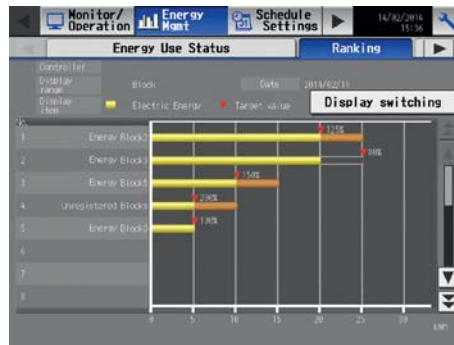 Monitor/ Operation
Energy Mgmt
Schedule Settings
14/02/2014 15:36
Energy Use Status
Ranking
Controller
Display range
Block
Date
2014/02/11
Display item
Electric Energy
Target value
Display switching
No.
1 Energy Block2 125%
2 Energy Block3 80%
3 Energy Block5 150%
4 unregistered Blocks 200%
5 Energy Block3 100%
6
7
8
0 5 10 15 20 25 30
kWh